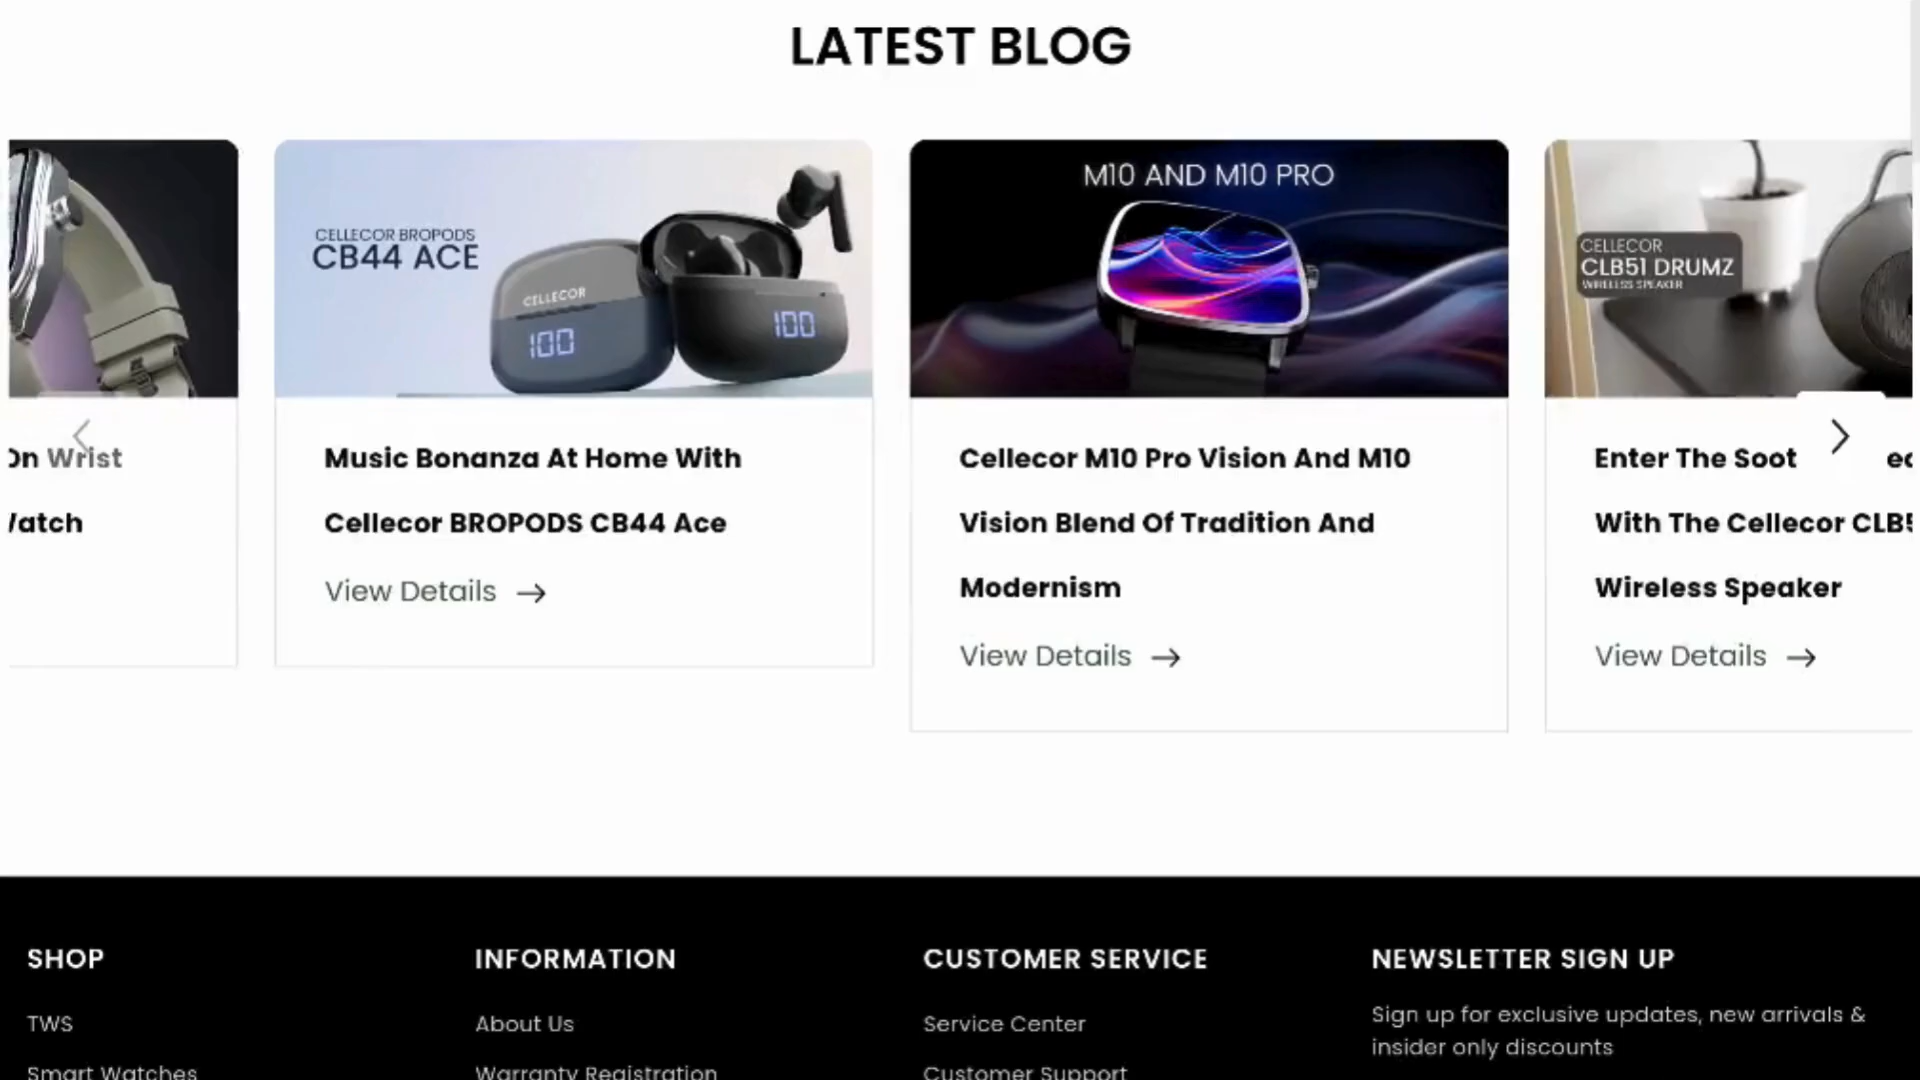 LATEST BLOG
On Wrist
Watch
CELLECOR BROPODS
CB44 ACE
CELLECOR
100
100
Music Bonanza At Home With
Cellecor BROPODS CB44 Ace
View Details
M10 AND M10 PRO
Cellecor M10 Pro Vision And M10
Vision Blend Of Tradition And
Modernism
View Details
CELLECOR
CLB51 DRUMZ
WIRELESS SPEAKER
Enter The Soot
With The Cellecor CLB5
Wireless Speaker
View Details
SHOP
TWS
Smart Watches
INFORMATION
About Us
Warranty Registration
CUSTOMER SERVICE
Service Center
Customer Support
NEWSLETTER SIGN UP
Sign up for exclusive updates, new arrivals &
insider only discounts